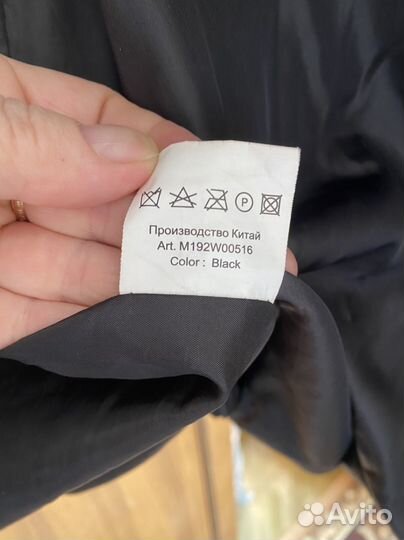 P
Производство Китай
Art. M192W00516
Color : Black
Avito